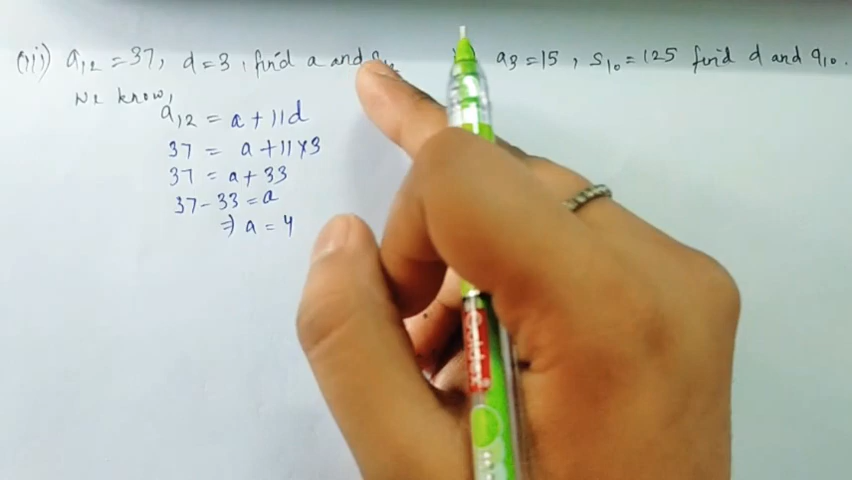 (iii) a12 = 37, d = 3, find a and
a3 = 15, S10 = 125 find d and a10.
We know,
a12 = a + 11d
37 = a + 11 × 3
37 = a + 33
37 - 33 = a
⇒ a = 4